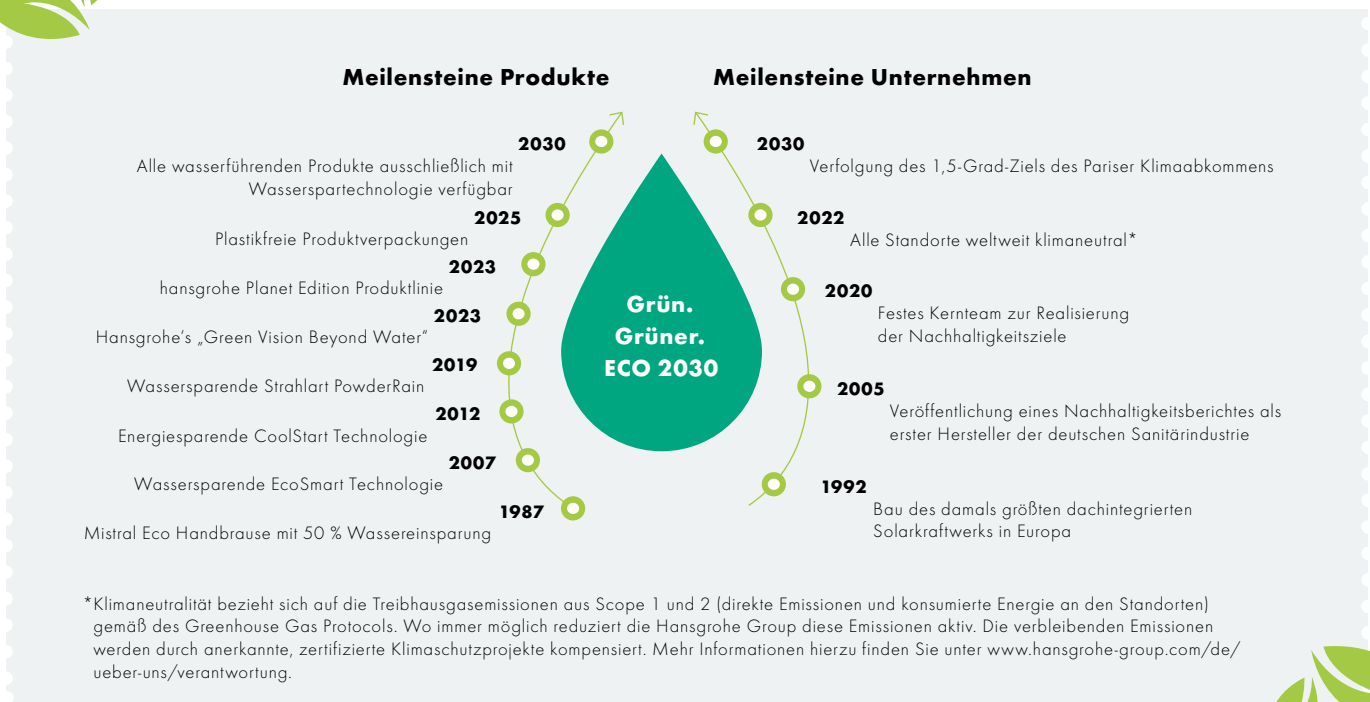 Meilensteine Produkte
2030
Alle wasserführenden Produkte ausschließlich mit
Wasserspartechnologie verfügbar
2025
Plastikfreie Produktverpackungen
2023
hansgrohe Planet Edition Produktlinie
2023
Hansgrohe's „Green Vision Beyond Water“
2019
Wassersparende Strahlart PowderRain
2012
Energiesparende CoolStart Technologie
2007
Wassersparende EcoSmart Technologie
1987
Mistral Eco Handbrause mit 50 % Wassereinsparung
Grün.
Grüner.
ECO 2030
Meilensteine Unternehmen
2030
Verfolgung des 1,5-Grad-Ziels des Pariser Klimaabkommens
2022
Alle Standorte weltweit klimaneutral*
2020
Festes Kernteam zur Realisierung
der Nachhaltigkeitsziele
2005
Veröffentlichung eines Nachhaltigkeitsberichtes als
erster Hersteller der deutschen Sanitärindustrie
1992
Bau des damals größten dachintegrierten
Solarkraftwerks in Europa
*Klimaneutralität bezieht sich auf die Treibhausgasemissionen aus Scope 1 und 2 (direkte Emissionen und konsumierte Energie an den Standorten)
gemäß des Greenhouse Gas Protocols. Wo immer möglich reduziert die Hansgrohe Group diese Emissionen aktiv. Die verbleibenden Emissionen
werden durch anerkannte, zertifizierte Klimaschutzprojekte kompensiert. Mehr Informationen hierzu finden Sie unter www.hansgrohe-group.com/de/
ueber-uns/verantwortung.